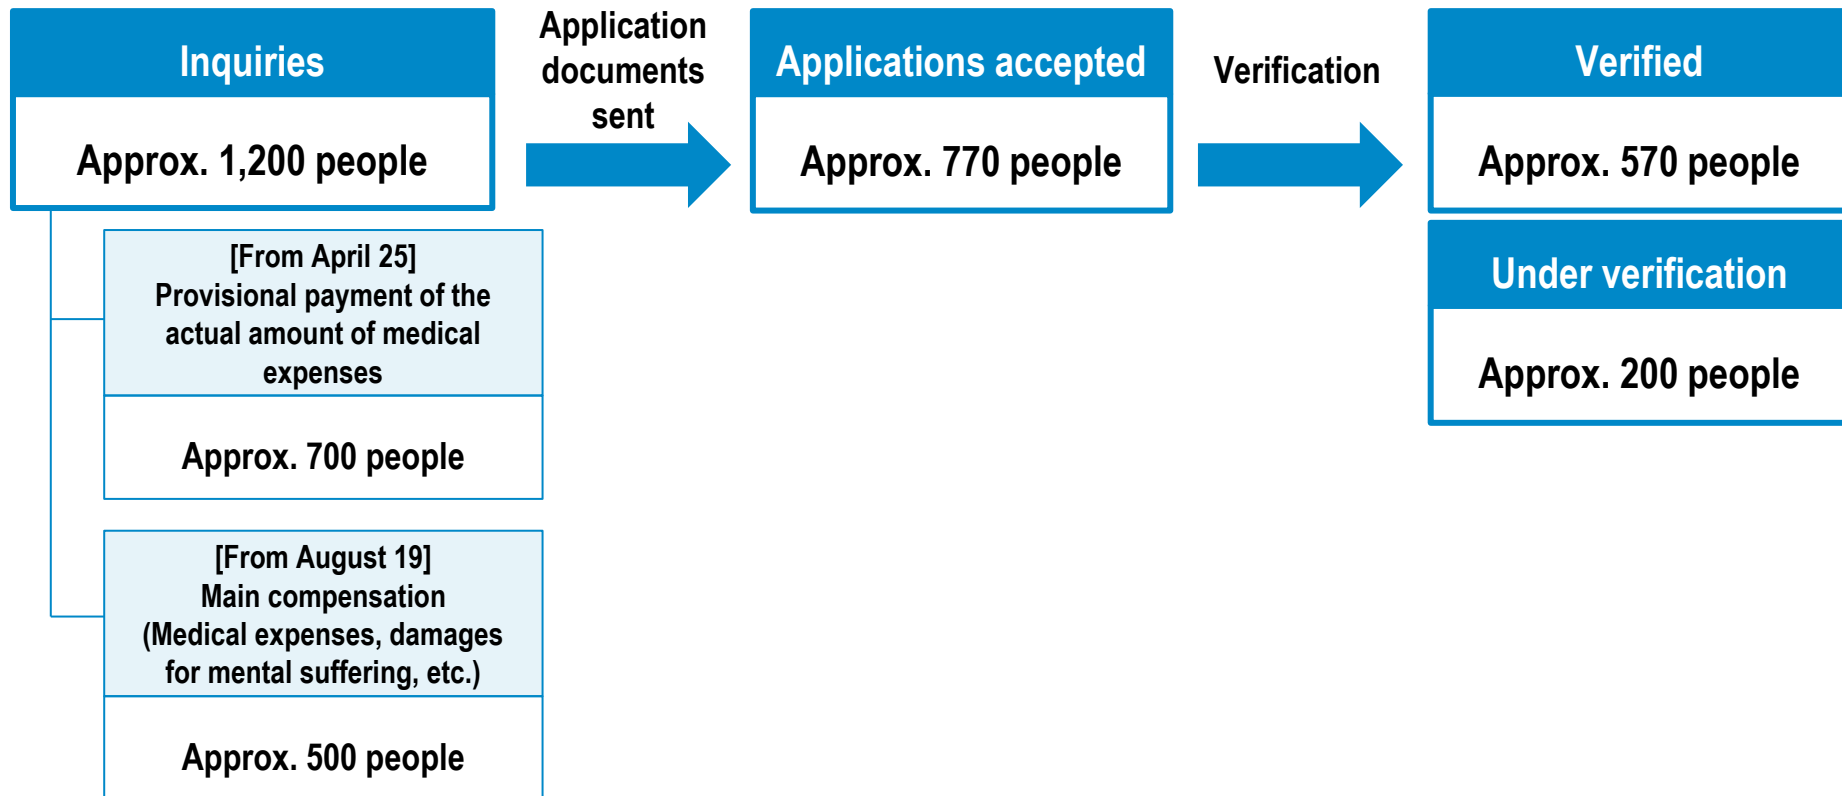 Inquiries
Approx. 1,200 people
Application
documents
sent
Applications accepted
Approx. 770 people
Verification
Verified
Approx. 570 people
Under verification
Approx. 200 people
[From April 25]
Provisional payment of the
actual amount of medical
expenses
Approx. 700 people
[From August 19]
Main compensation
(Medical expenses, damages
for mental suffering, etc.)
Approx. 500 people